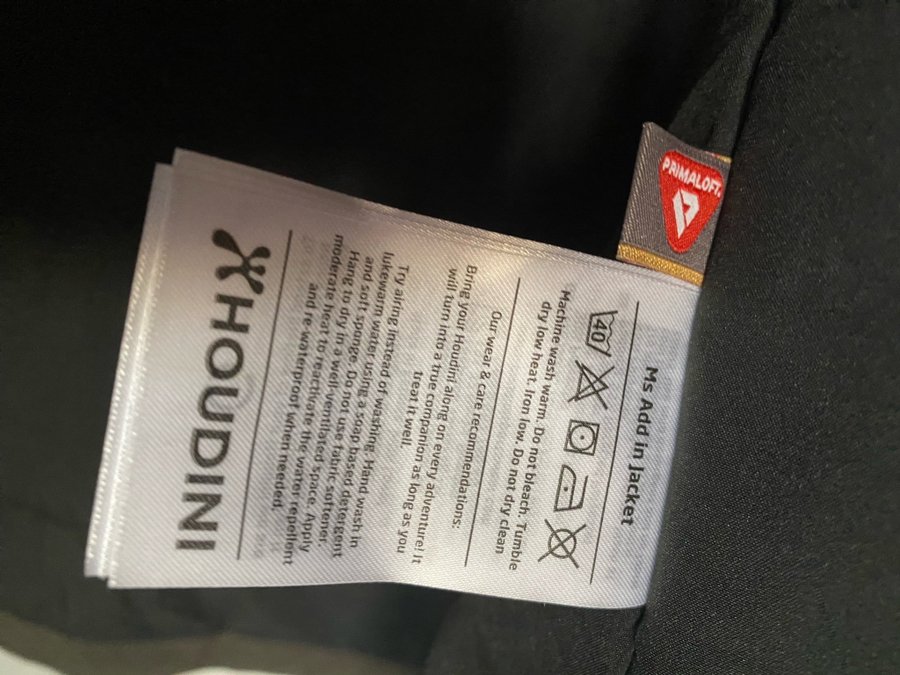 PRIMALOFT.
Ms Add in Jacket
40
Machine wash warm. Do not bleach. Tumble
dry low heat. Iron low. Do not dry clean
Our wear & care recommendations:
Bring your Houdini along on every adventure! It
will turn into a true companion as long as you
treat it well.
Try airing instead of washing. Hand wash in
lukewarm water using a soap based detergent
and soft sponge. Do not use fabric softener.
Hang to dry in a well-ventilated space. Apply
moderate heat to reactivate the water repellent
and re-waterproof when needed.
HOUDINI